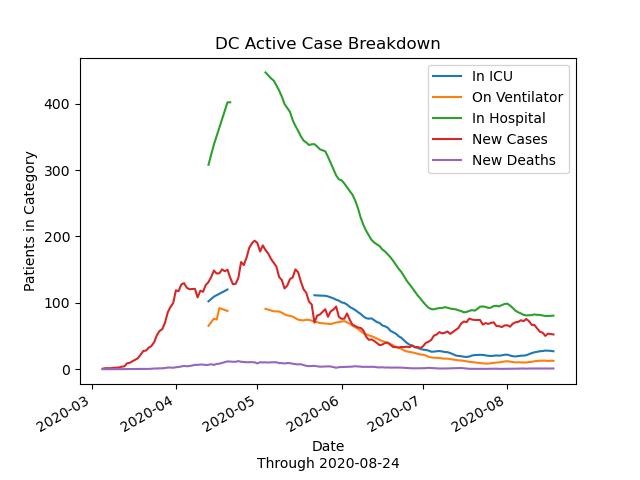 DC Active Case Breakdown
In ICU
On Ventilator
In Hospital
New Cases
New Deaths
Patients in Category
400
300
200
100
0
2020-03
2020-04
2020-05
2020-06
2020-07
2020-08
Date
Through 2020-08-24